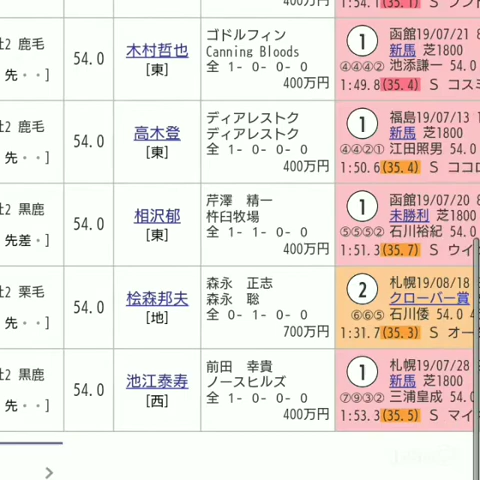 400万円
1:54.1(35.1) S
牡2 鹿毛
先・・]
54.0
木村哲也
[東]
ゴドルフィン
Canning Bloods
全 1- 0- 0- 0
400万円
1
函館19/07/21 8
新馬 芝1800
④④④② 池添謙一 54.0
1:49.8(35.4) S コスミ
牡2 鹿毛
先・・]
54.0
高木登
[東]
ディアレストク
ディアレストク
全 1- 0- 0- 0
400万円
1
福島19/07/13 1
新馬 芝1800
④④②① 江田照男 54.0
1:50.6(35.4) S ココロ
牡2 黒鹿
先差・]
54.0
相沢郁
[東]
芹澤 精一
杵臼牧場
全 1- 1- 0- 0
400万円
1
函館19/07/20 8
未勝利 芝1800
⑤⑤⑤② 石川裕紀 54.0
1:51.3(35.7) S ウイ
牡2 栗毛
先・・]
54.0
桧森邦夫
[地]
森永 正志
森永 聡
全 0- 1- 0- 0
700万円
2
札幌19/08/18
クローバー賞
⑥⑥⑤ 石川倭 54.0 4
1:31.7(35.3) S オー
牡2 黒鹿
先・・]
54.0
池江泰寿
[西]
前田 幸貴
ノースヒルズ
全 1- 0- 0- 0
400万円
1
札幌19/07/28
新馬 芝1800
⑦⑨③② 三浦皇成 54.0
1:53.3(35.5) S マイ